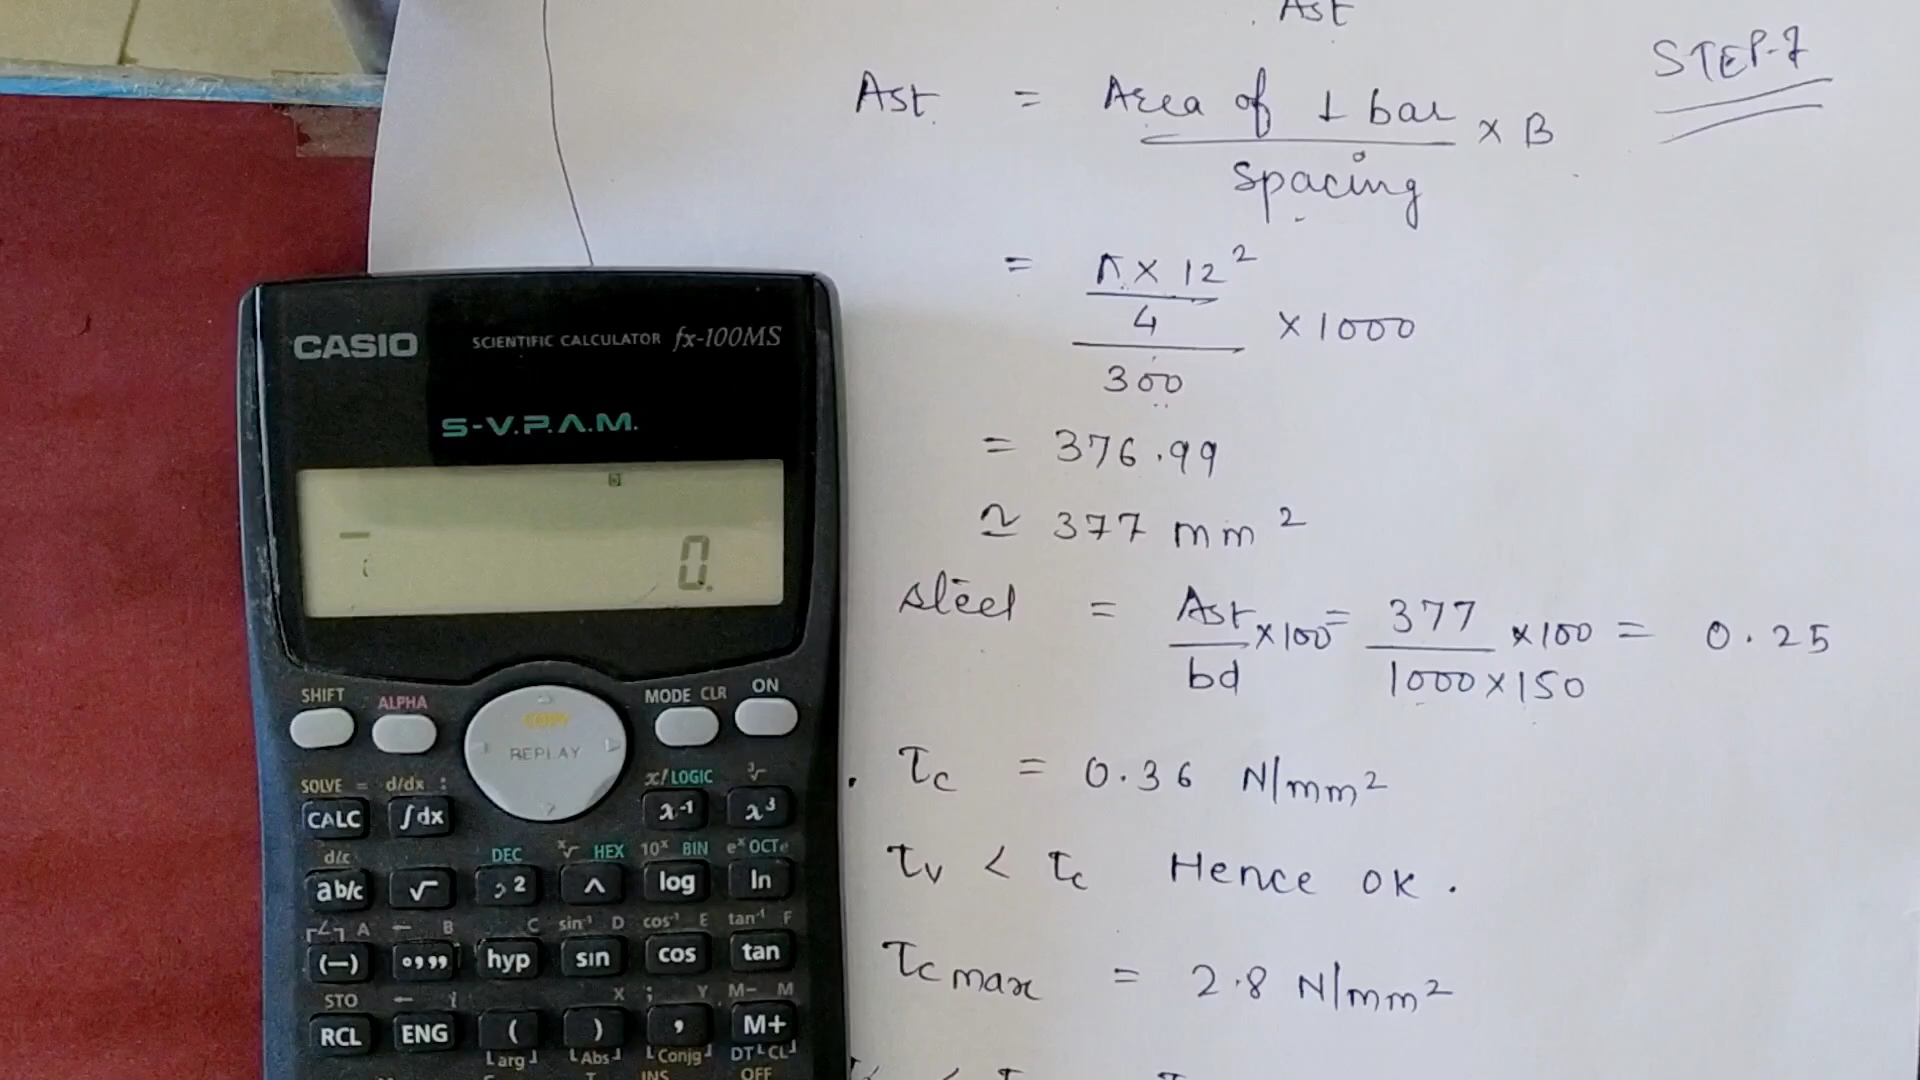 Ast
STEP-7
Ast = Area of 1 bar × B
spacing
= π × 12²
4
× 1000
300
= 376.99
≃ 377 mm²
steel = Ast × 100 = 377 × 100 = 0.25
bd 1000 × 150
τc = 0.36 N/mm²
τv < τc Hence OK.
τc max = 2.8 N/mm²
CASIO SCIENTIFIC CALCULATOR fx-100MS
S-V.P.A.M.
D
0.
SHIFT ALPHA MODE CLR ON
COPY
REPLAY
SOLVE = d/dx : x! LOGIC ³√
CALC ∫dx x⁻¹ x³
d/c DEC ˣ√ HEX 10ˣ BIN eˣ OCT e
ab/c √ x² ^ log ln
∠ A ← B C sin⁻¹ D cos⁻¹ E tan⁻¹ F
(−) °,,, hyp sin cos tan
STO ← i X ; Y M− M
RCL ENG ( ) , M+
arg Abs Conjg DT CL
INS OFF